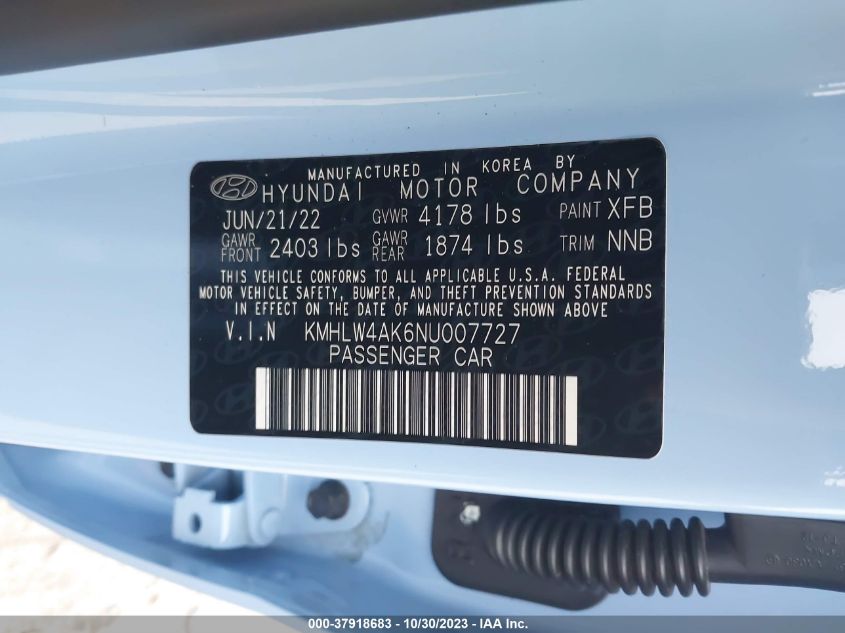 MANUFACTURED IN KOREA BY
HYUNDAI MOTOR COMPANY
JUN/21/22 GVWR 4178 lbs PAINT XFB
GAWR FRONT 2403 lbs GAWR REAR 1874 lbs TRIM NNB
THIS VEHICLE CONFORMS TO ALL APPLICABLE U.S.A. FEDERAL
MOTOR VEHICLE SAFETY, BUMPER, AND THEFT PREVENTION STANDARDS
IN EFFECT ON THE DATE OF MANUFACTURE SHOWN ABOVE
V.I.N KMHLW4AK6NU007727
PASSENGER CAR
000-37918683 / 10/30/2023 - IAA Inc.